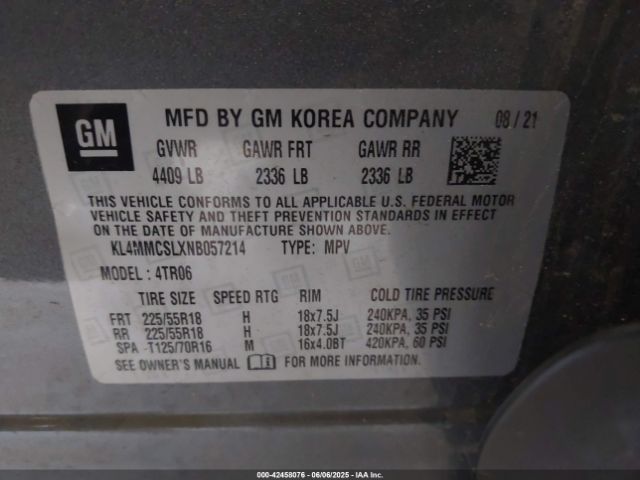 GM
MFD BY GM KOREA COMPANY 08 / 21
GVWR GAWR FRT GAWR RR
4409 LB 2336 LB 2336 LB
THIS VEHICLE CONFORMS TO ALL APPLICABLE U.S. FEDERAL MOTOR
VEHICLE SAFETY AND THEFT PREVENTION STANDARDS IN EFFECT
ON THE DATE OF MANUFACTURE SHOWN ABOVE.
KL4MMCSLXNB057214 TYPE: MPV
MODEL : 4TR06
TIRE SIZE SPEED RTG RIM COLD TIRE PRESSURE
FRT 225/55R18 H 18x7.5J 240KPA, 35 PSI
RR 225/55R18 H 18x7.5J 240KPA, 35 PSI
SPA T125/70R16 M 16x4.0BT 420KPA, 60 PSI
SEE OWNER'S MANUAL FOR MORE INFORMATION
000-42458076 - 06/06/2025 - IAA Inc.